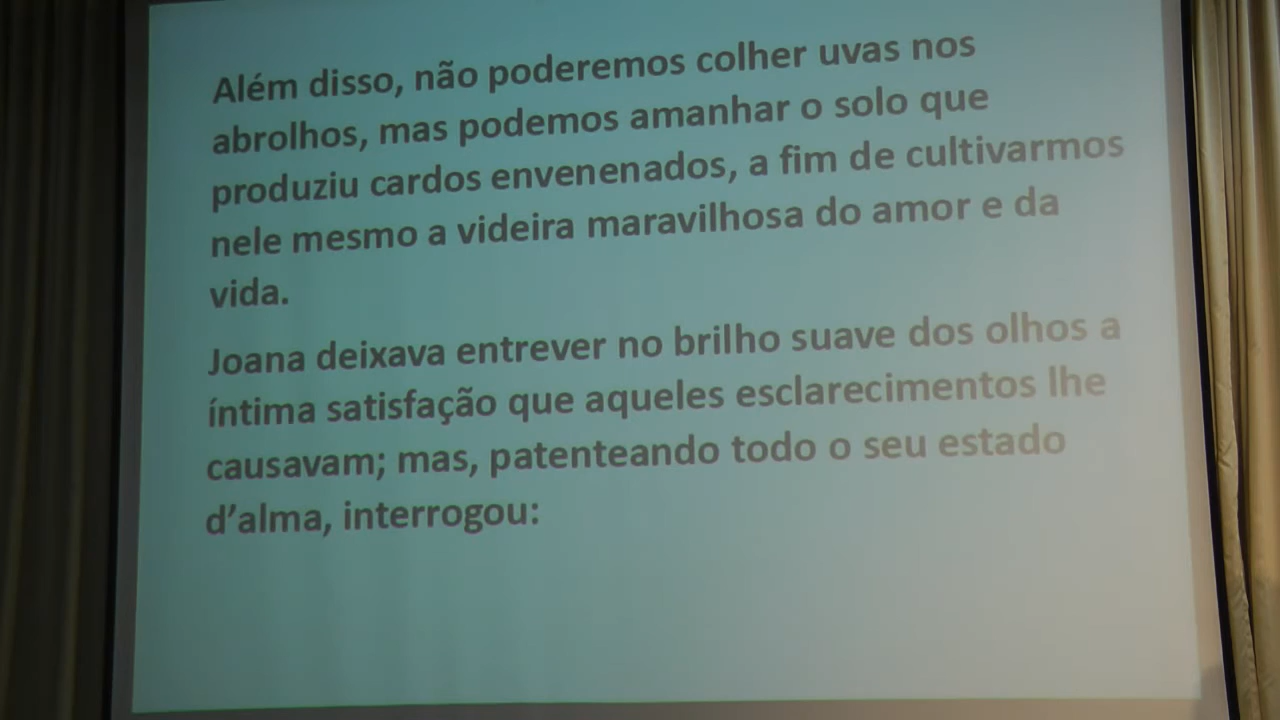 Além disso, não poderemos colher uvas nos
abrolhos, mas podemos amanhar o solo que
produziu cardos envenenados, a fim de cultivarmos
nele mesmo a videira maravilhosa do amor e da
vida.
Joana deixava entrever no brilho suave dos olhos a
íntima satisfação que aqueles esclarecimentos lhe
causavam; mas, patenteando todo o seu estado
d’alma, interrogou: